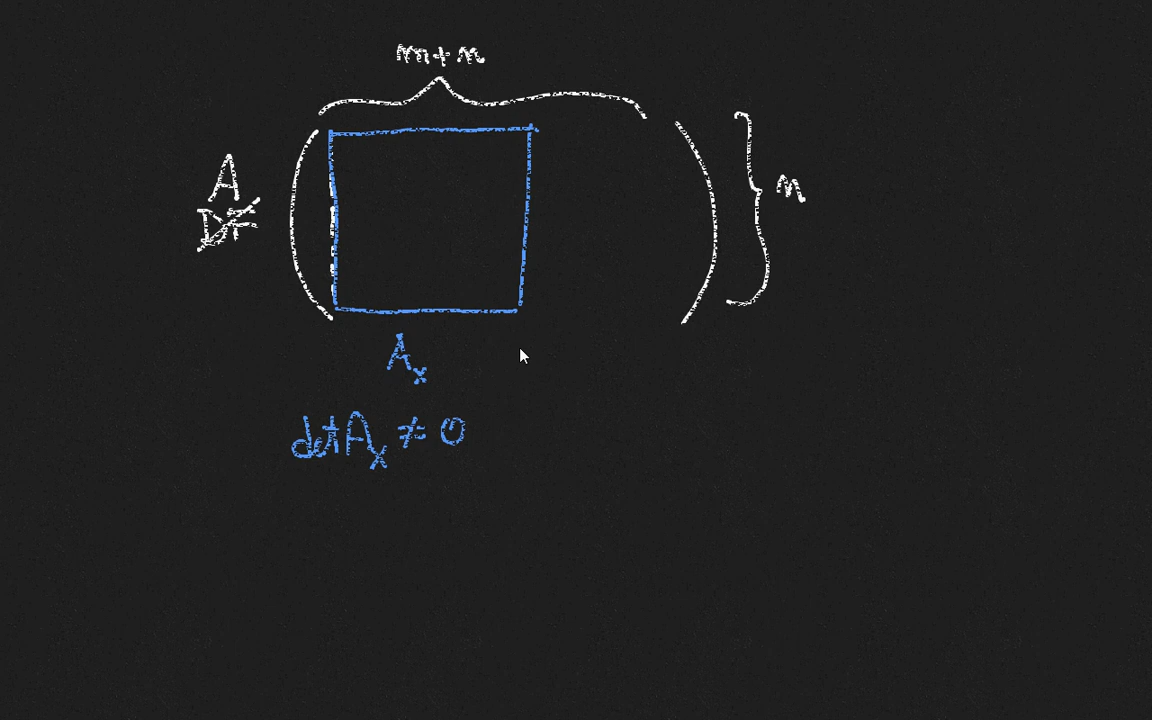 m+n
A
DF
n
Aₓ
det Aₓ ≠ 0